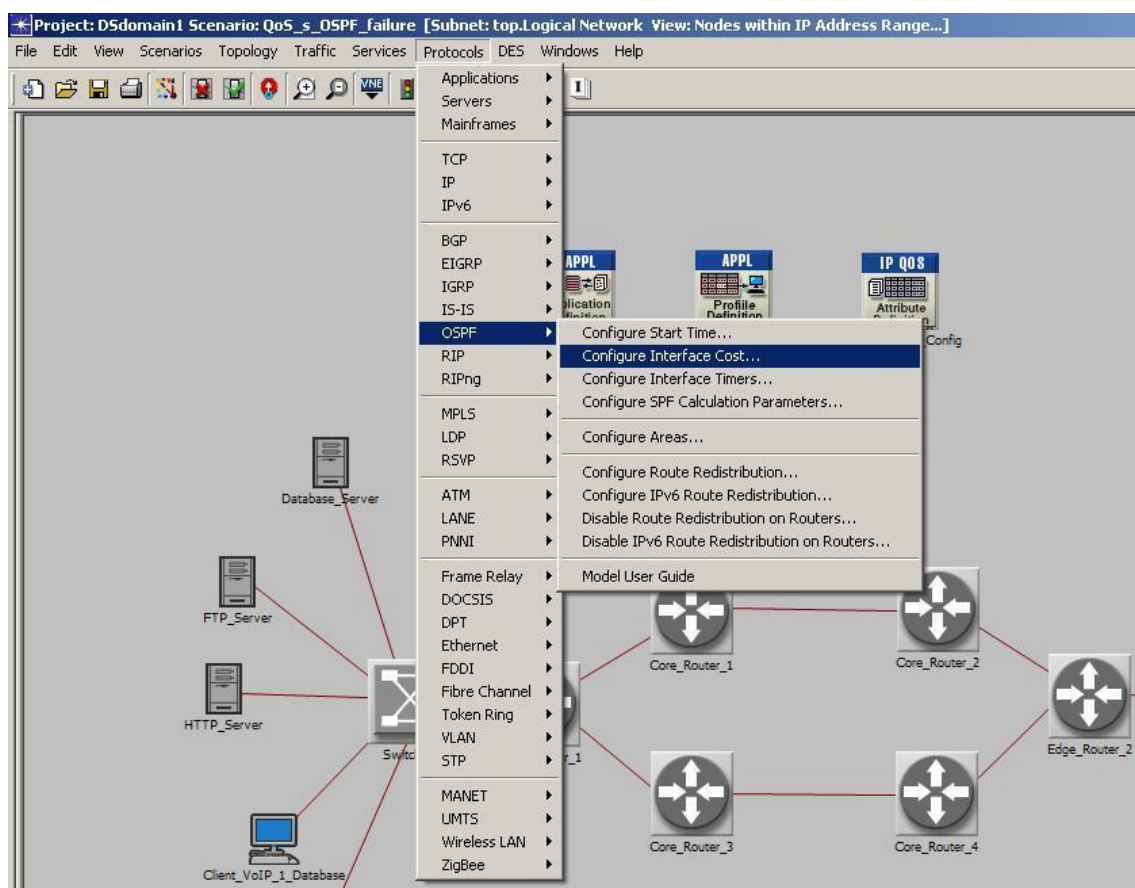 Project: DSdomain1 Scenario: QoS_s_OSPF_failure [Subnet: top.Logical Network View: Nodes within IP Address Range...]
File Edit View Scenarios Topology Traffic Services Protocols DES Windows Help
VNE
Applications
Servers
Mainframes
TCP
IP
IPv6
BGP
EIGRP
IGRP
IS-IS
OSPF
RIP
RIPng
MPLS
LDP
RSVP
ATM
LANE
PNNI
Frame Relay
DOCSIS
DPT
Ethernet
FDDI
Fibre Channel
Token Ring
VLAN
STP
MANET
UMTS
Wireless LAN
ZigBee
Configure Start Time...
Configure Interface Cost...
Configure Interface Timers...
Configure SPF Calculation Parameters...
Configure Areas...
Configure Route Redistribution...
Configure IPv6 Route Redistribution...
Disable Route Redistribution on Routers...
Disable IPv6 Route Redistribution on Routers...
Model User Guide
APPL
APPL
Profile
Definition
IP QOS
Attribute
Config
Database_Server
FTP_Server
HTTP_Server
Switc
r_1
Client_VoIP_1_Database
Core_Router_1
Core_Router_2
Core_Router_3
Core_Router_4
Edge_Router_2